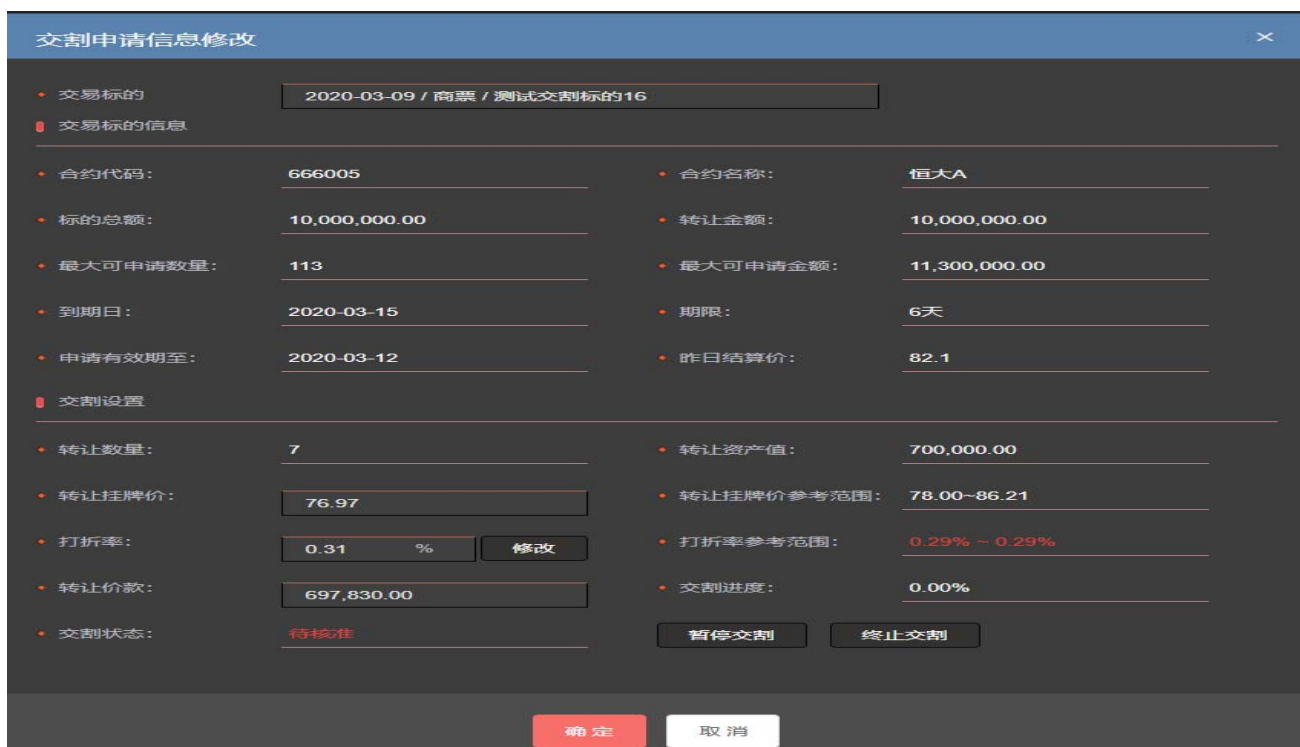 交割申请信息修改 ×
交易标的 2020-03-09 / 商票 / 测试交割标的16
交易标的信息
合约代码: 666005 合约名称: 恒大A
标的总额: 10,000,000.00 转让金额: 10,000,000.00
最大可申请数量: 113 最大可申请金额: 11,300,000.00
到期日: 2020-03-15 期限: 6天
申请有效期至: 2020-03-12 昨日结算价: 82.1
交割设置
转让数量: 7 转让资产值: 700,000.00
转让挂牌价: 76.97 转让挂牌价参考范围: 78.00~86.21
打折率: 0.31 % 修改 打折率参考范围: 0.29% ~ 0.29%
转让价款: 697,830.00 交割进度: 0.00%
交割状态: 待核准 暂停交割 终止交割
确定 取消